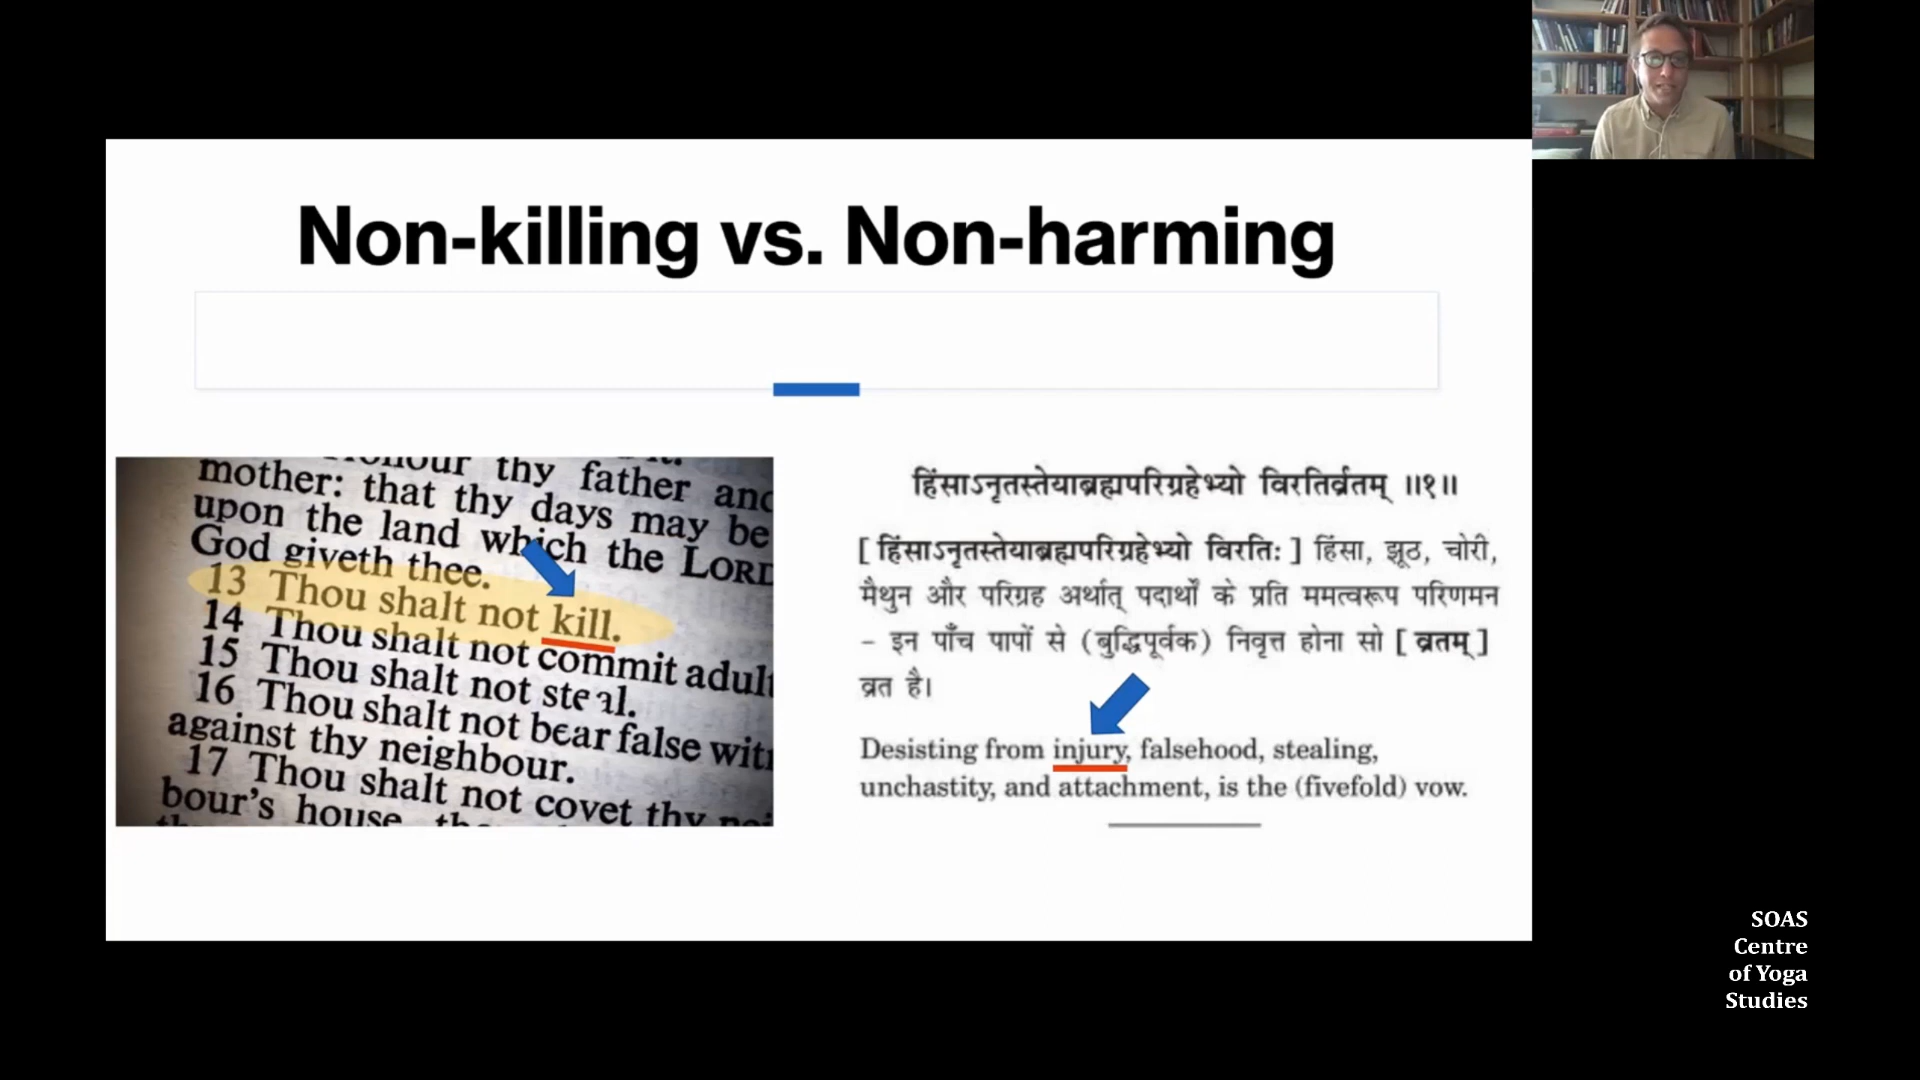 Non-killing vs. Non-harming
thy father and
mother: that thy days may be
upon the land which the LORD
God giveth thee.
13 Thou shalt not kill.
14 Thou shalt not commit adul
15 Thou shalt not steal.
16 Thou shalt not bear false wit
against thy neighbour.
17 Thou shalt not covet thy
bour's house
हिंसाऽनृतस्तेयाब्रह्मपरिग्रहेभ्यो विरतिर्व्रतम् ॥१॥
[ हिंसाऽनृतस्तेयाब्रह्मपरिग्रहेभ्यो विरतिः ] हिंसा, झूठ, चोरी,
मैथुन और परिग्रह अर्थात् पदार्थों के प्रति ममत्वरूप परिणमन
– इन पाँच पापों से (बुद्धिपूर्वक) निवृत्त होना सो [ व्रतम् ]
व्रत है।
Desisting from injury, falsehood, stealing,
unchastity, and attachment, is the (fivefold) vow.
SOAS
Centre
of Yoga
Studies